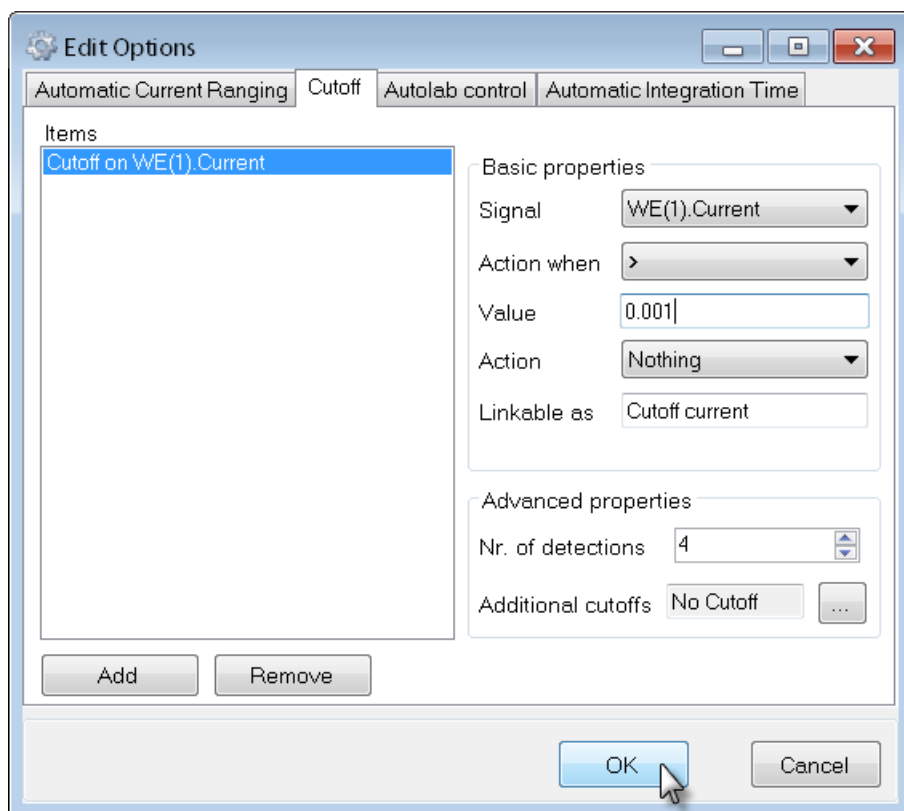 Edit Options
Automatic Current Ranging Cutoff Autolab control Automatic Integration Time
Items
Cutoff on WE(1).Current
Basic properties
Signal WE(1).Current
Action when >
Value 0.001
Action Nothing
Linkable as Cutoff current
Advanced properties
Nr. of detections 4
Additional cutoffs No Cutoff ...
Add Remove
OK Cancel